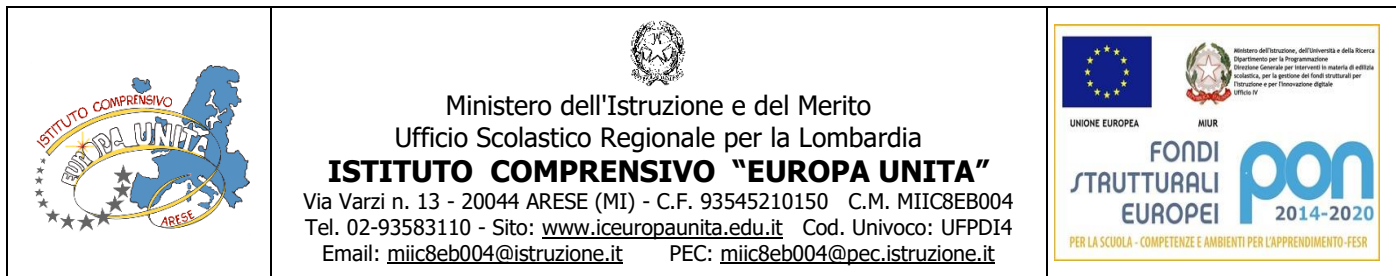 ISTITUTO COMPRENSIVO
EUROPA UNITA
ARESE
Ministero dell'Istruzione e del Merito
Ufficio Scolastico Regionale per la Lombardia
ISTITUTO COMPRENSIVO “EUROPA UNITA”
Via Varzi n. 13 - 20044 ARESE (MI) - C.F. 93545210150 C.M. MIIC8EB004
Tel. 02-93583110 - Sito: www.iceuropaunita.edu.it Cod. Univoco: UFPDI4
Email: miic8eb004@istruzione.it PEC: miic8eb004@pec.istruzione.it
Ministero dell'Istruzione, dell'Università e della Ricerca
Dipartimento per la Programmazione
Direzione Generale per interventi in materia di edilizia
scolastica, per la gestione dei fondi strutturali per
l'istruzione e per l'innovazione digitale
Ufficio IV
UNIONE EUROPEA
MIUR
FONDI
STRUTTURALI
EUROPEI
pon
2014-2020
PER LA SCUOLA - COMPETENZE E AMBIENTI PER L'APPRENDIMENTO-FESR